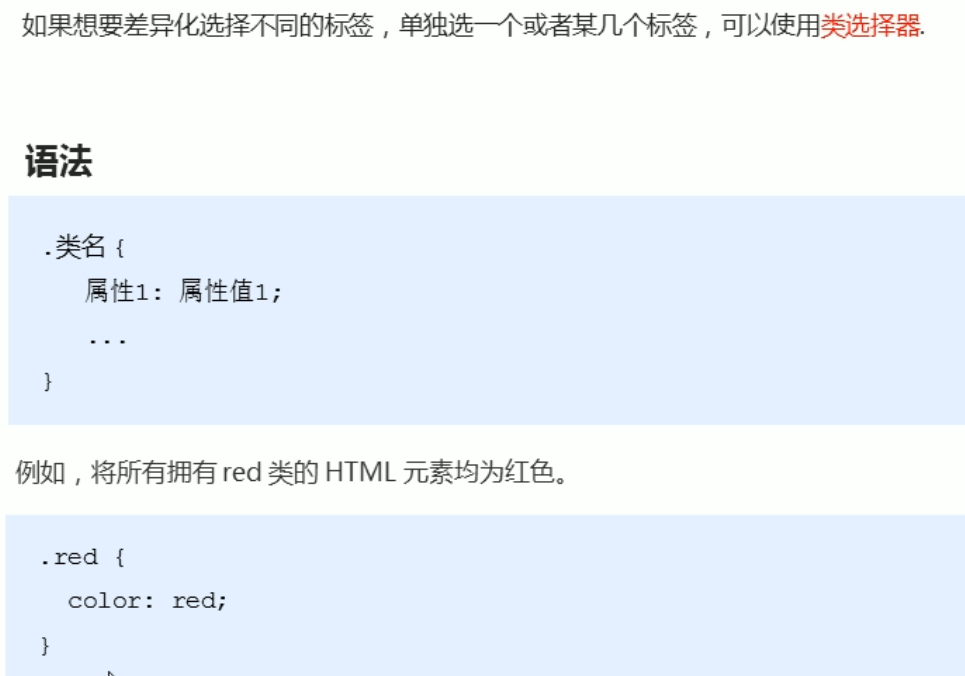 如果想要差异化选择不同的标签，单独选一个或者某几个标签，可以使用类选择器.
语法
.类名 {
属性1: 属性值1;
...
}
例如，将所有拥有 red 类的 HTML 元素均为红色。
.red {
color: red;
}